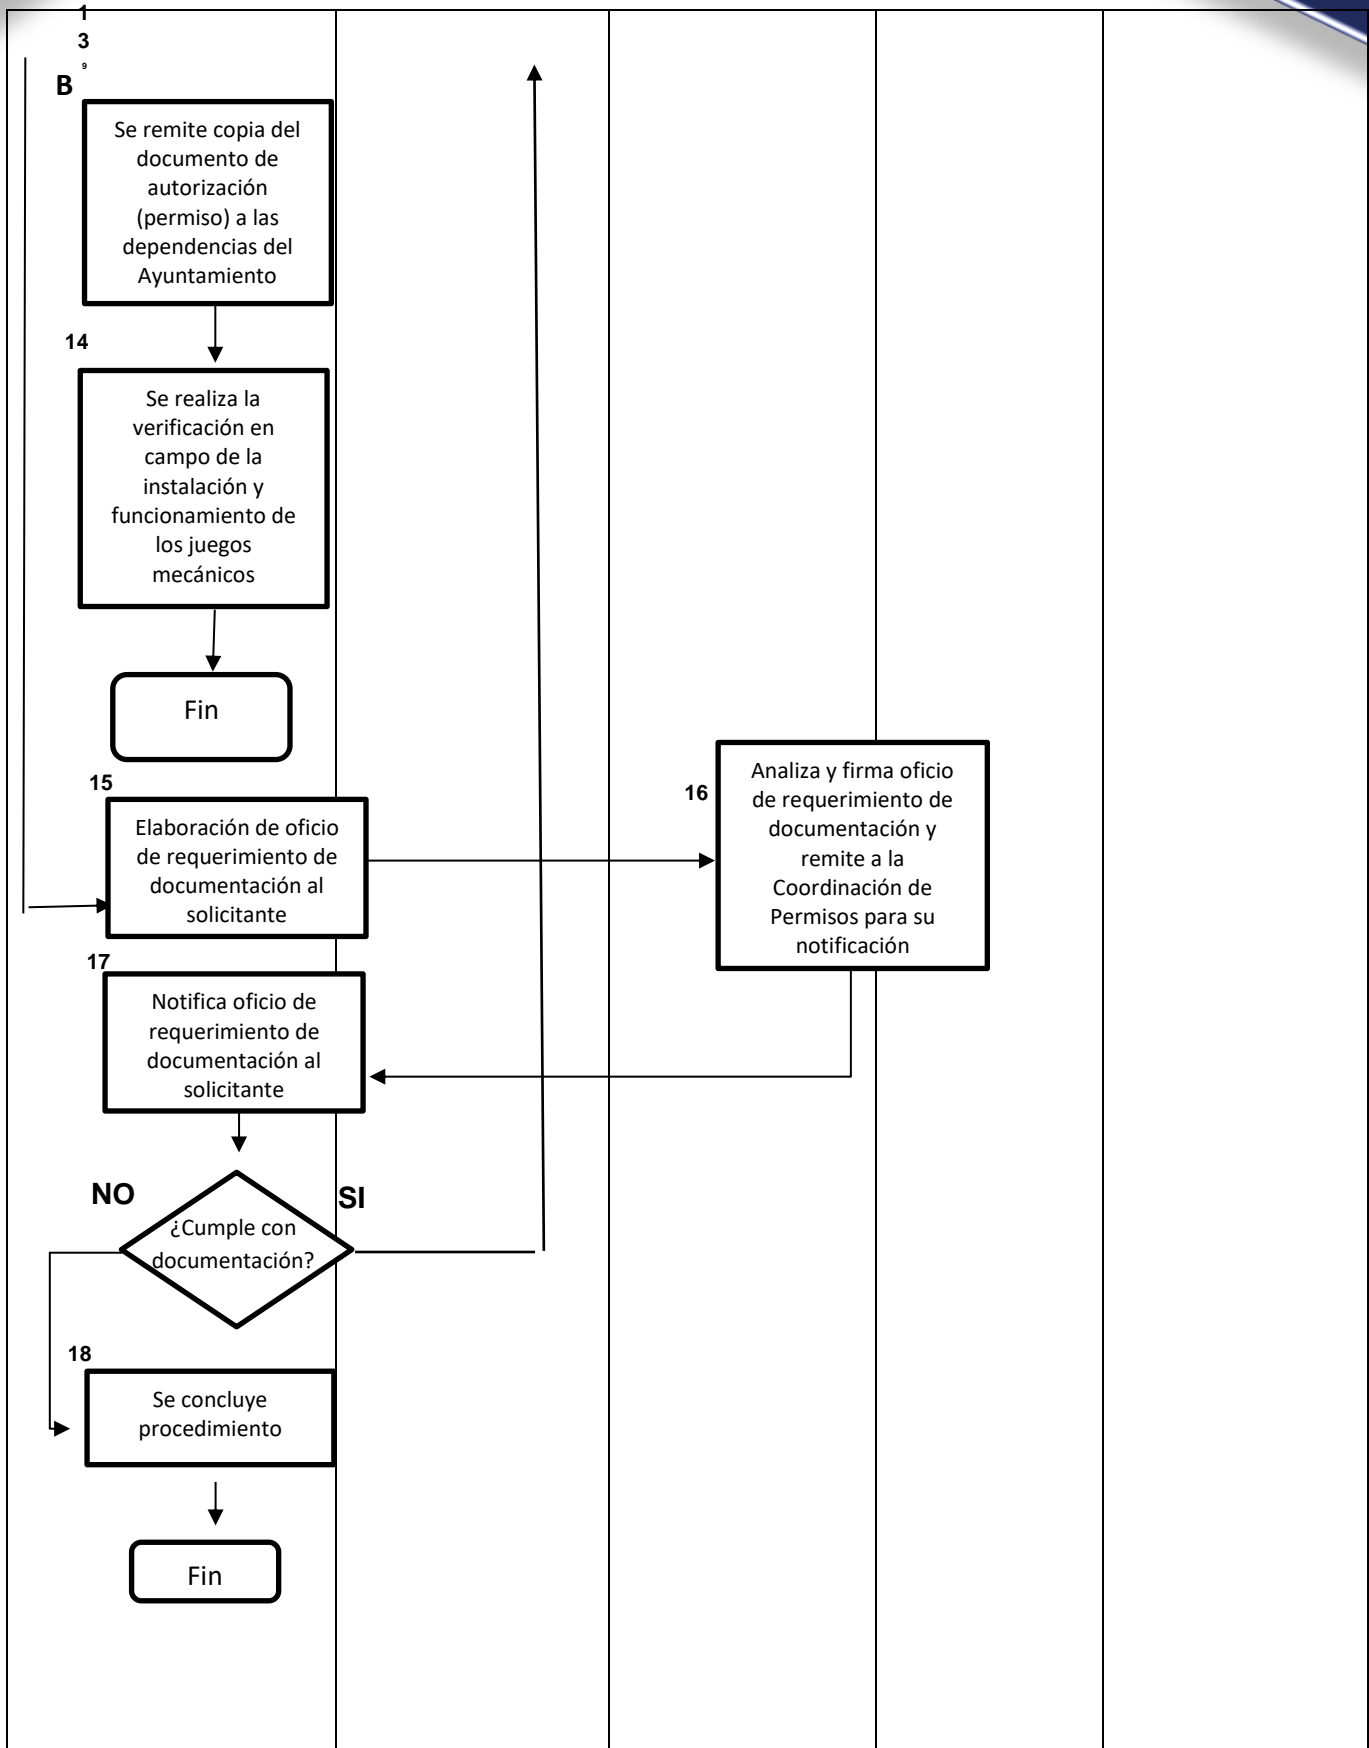 1
3
9
B
Se remite copia del
documento de
autorización
(permiso) a las
dependencias del
Ayuntamiento
14
Se realiza la
verificación en
campo de la
instalación y
funcionamiento de
los juegos
mecánicos
Fin
15
Elaboración de oficio
de requerimiento de
documentación al
solicitante
16
Analiza y firma oficio
de requerimiento de
documentación y
remite a la
Coordinación de
Permisos para su
notificación
17
Notifica oficio de
requerimiento de
documentación al
solicitante
NO
SI
¿Cumple con
documentación?
18
Se concluye
procedimiento
Fin